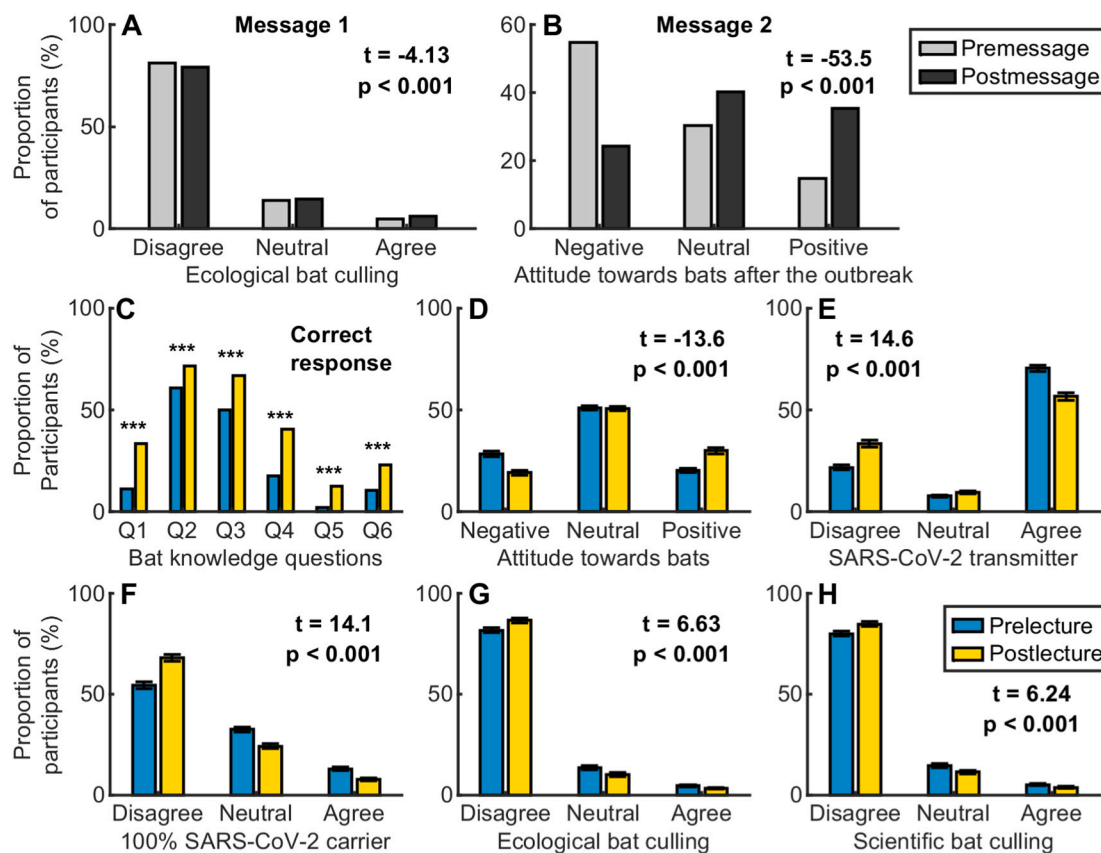 A
Message 1
t = -4.13
p < 0.001
Proportion
of participants (%)
100
50
0
Disagree Neutral Agree
Ecological bat culling
B
Message 2
t = -53.5
p < 0.001
60
40
20
0
Negative Neutral Positive
Attitude towards bats after the outbreak
Premessage
Postmessage
C
Correct
response
Proportion of
Participants (%)
100
50
0
*** *** *** *** *** ***
Q1 Q2 Q3 Q4 Q5 Q6
Bat knowledge questions
D
t = -13.6
p < 0.001
100
50
0
Negative Neutral Positive
Attitude towards bats
E
t = 14.6
p < 0.001
100
50
0
Disagree Neutral Agree
SARS-CoV-2 transmitter
F
t = 14.1
p < 0.001
Proportion of
participants (%)
100
50
0
Disagree Neutral Agree
100% SARS-CoV-2 carrier
G
t = 6.63
p < 0.001
100
50
0
Disagree Neutral Agree
Ecological bat culling
H
Prelecture
Postlecture
t = 6.24
p < 0.001
100
50
0
Disagree Neutral Agree
Scientific bat culling